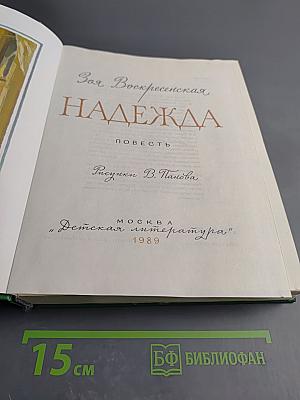 Зоя Воскресенская
НАДЕЖДА
ПОВЕСТЬ
Рисунки В. Панова
МОСКВА
„Детская литература“
1989
15 см
БФ БИБЛИОФАН